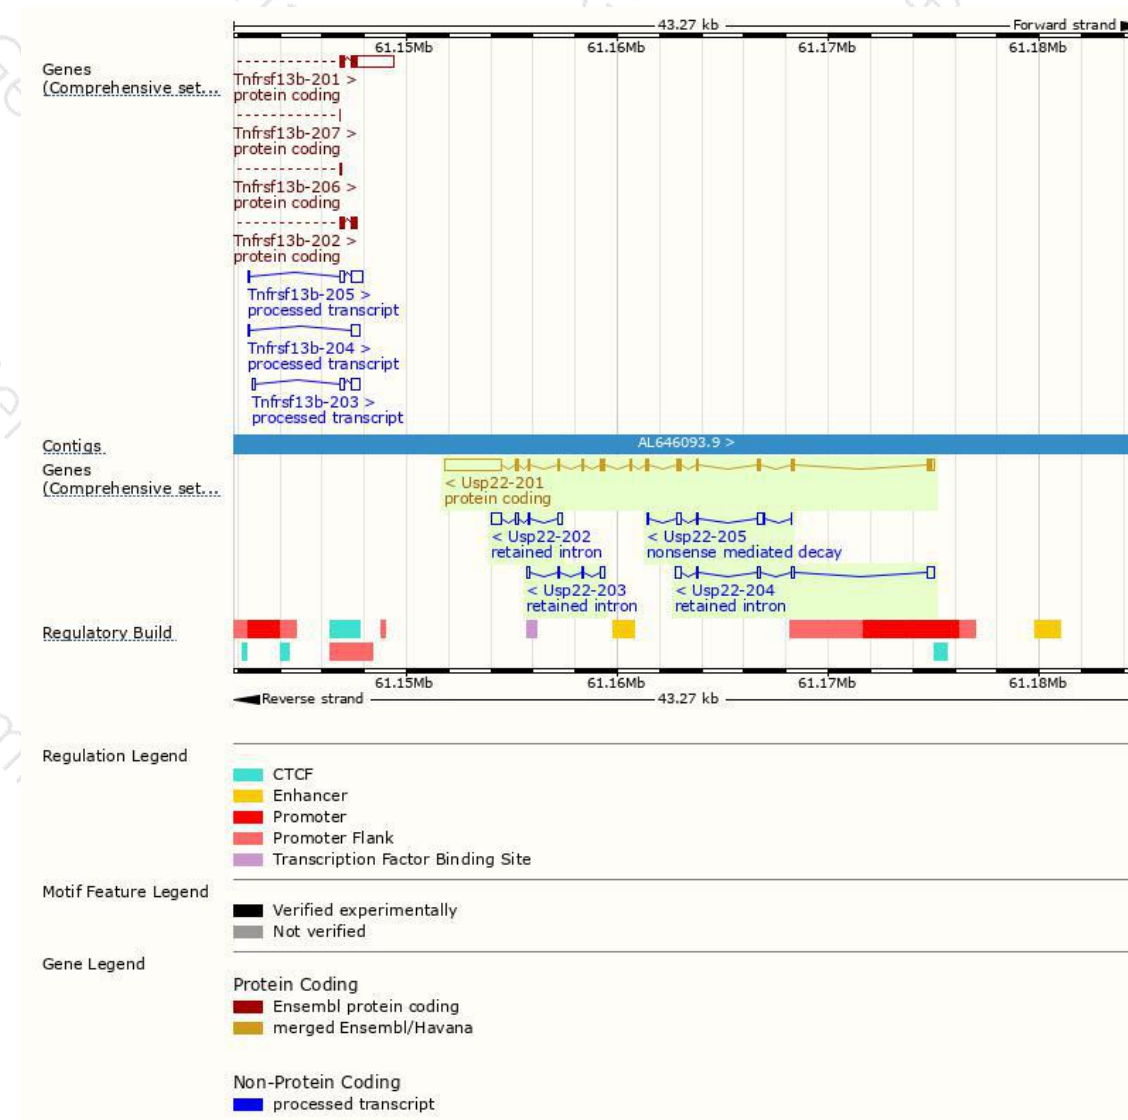 43.27 kb
Forward strand
61.15Mb 61.16Mb 61.17Mb 61.18Mb
Genes
(Comprehensive set...
Tnfrsf13b-201 >
protein coding
Tnfrsf13b-207 >
protein coding
Tnfrsf13b-206 >
protein coding
Tnfrsf13b-202 >
protein coding
Tnfrsf13b-205 >
processed transcript
Tnfrsf13b-204 >
processed transcript
Tnfrsf13b-203 >
processed transcript
Contigs
AL646093.9 >
Genes
(Comprehensive set...
< Usp22-201
protein coding
< Usp22-202
retained intron
< Usp22-205
nonsense mediated decay
< Usp22-203
retained intron
< Usp22-204
retained intron
Regulatory Build
61.15Mb 61.16Mb 61.17Mb 61.18Mb
Reverse strand
43.27 kb
Regulation Legend
CTCF
Enhancer
Promoter
Promoter Flank
Transcription Factor Binding Site
Motif Feature Legend
Verified experimentally
Not verified
Gene Legend
Protein Coding
Ensembl protein coding
merged Ensembl/Havana
Non-Protein Coding
processed transcript